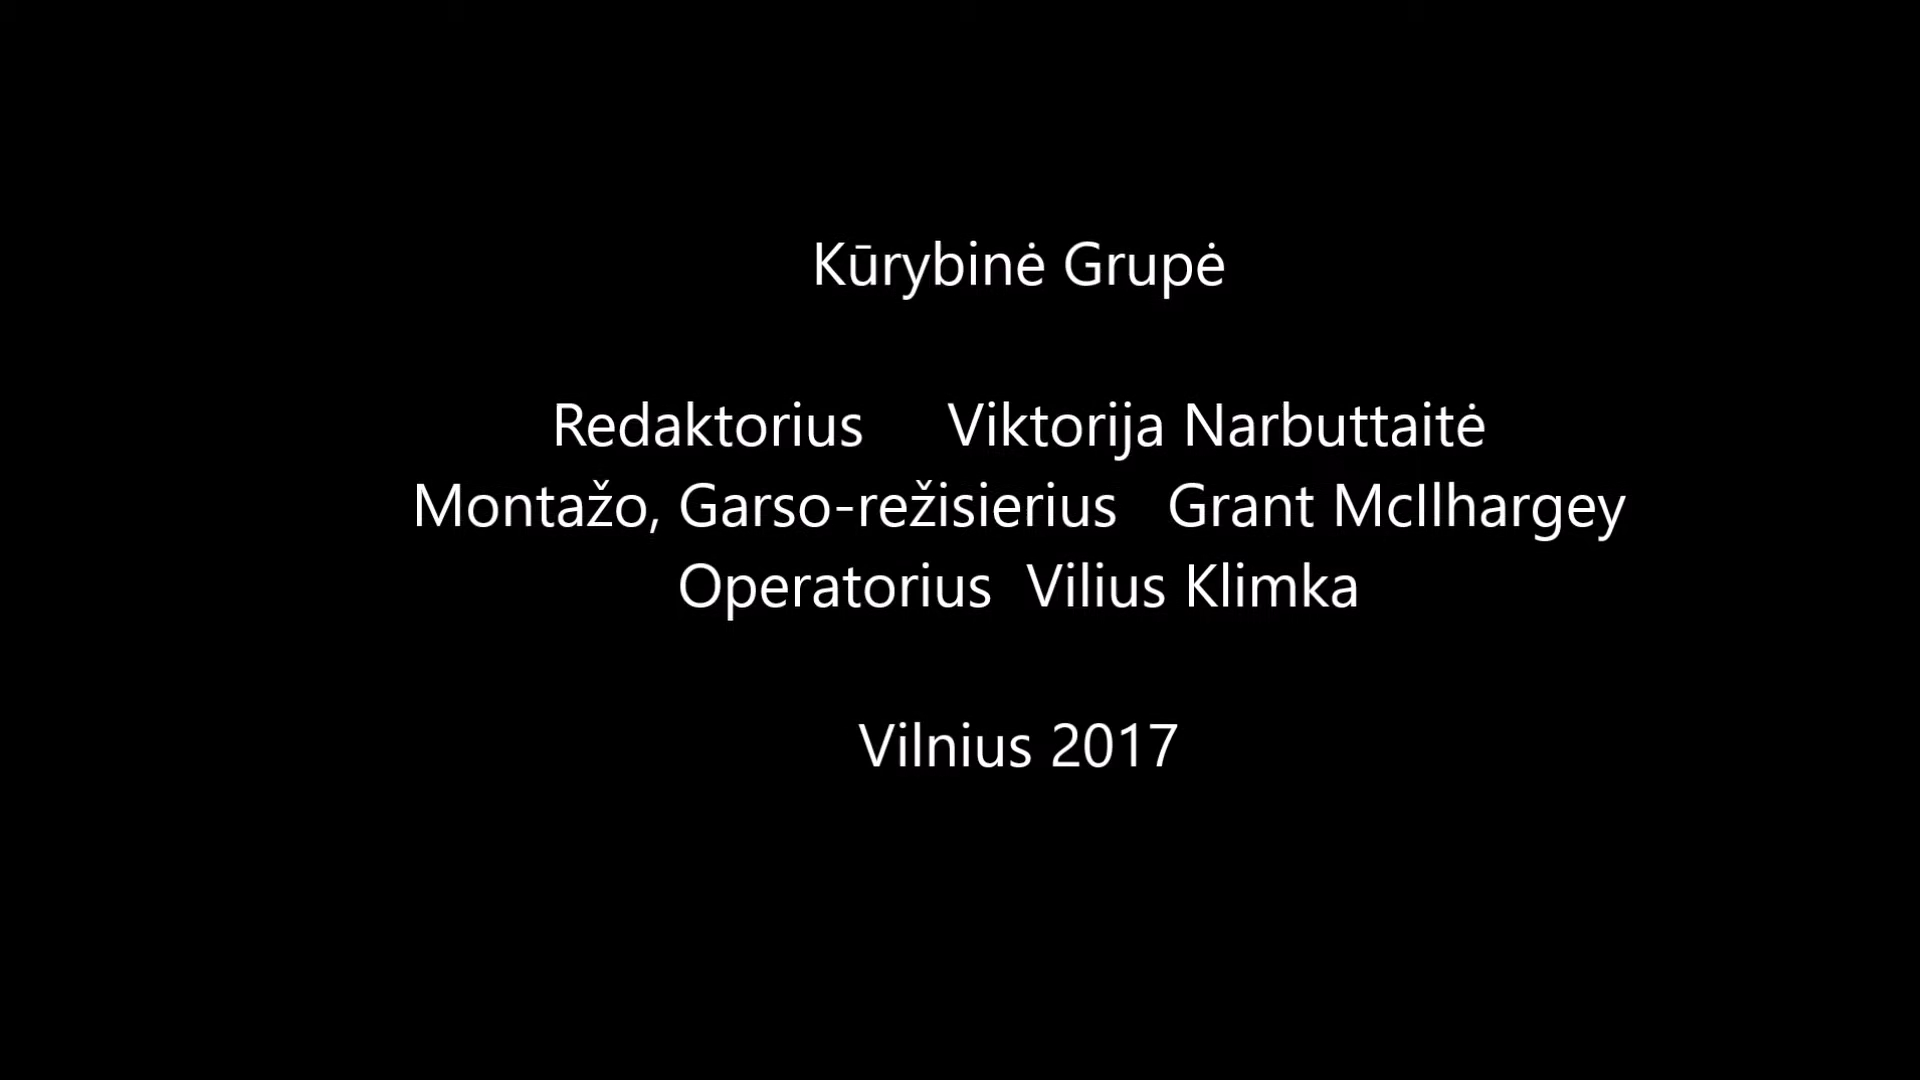 Kūrybinė Grupė
Redaktorius Viktorija Narbuttaitė
Montažo, Garso-režisierius Grant McIlhargey
Operatorius Vilius Klimka
Vilnius 2017